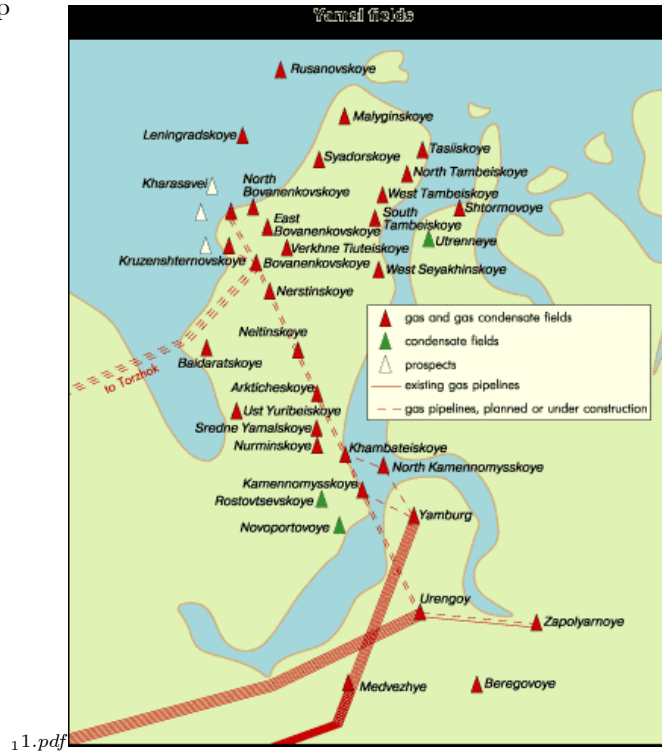 p
Yamal fields
Rusanovskoye
Malyginskoye
Leningradskoye
Tasiiskoye
Syadorskoye
North Tambeiskoye
Kharasavei
North
Bovanenkovskoye
West Tambeiskoye
Shtormovoye
South
Tambeiskoye
East
Bovanenkovskoye
Utrenneye
Verkhne Tiuteiskoye
Kruzenshternovskoye
Bovanenkovskoye
West Seyakhinskoye
Nerstinskoye
gas and gas condensate fields
condensate fields
prospects
existing gas pipelines
gas pipelines, planned or under construction
Neitinskoye
Baidaratskoye
to Torzhok
Arkticheskoye
Ust Yuribeiskoye
Sredne Yamalskoye
Nurminskoye
Khambateiskoye
North Kamennomysskoye
Kamennomysskoye
Rostovtsevskoye
Yamburg
Novoportovoye
Urengoy
Zapolyarnoye
Medvezhye
Beregovoye
11.pdf